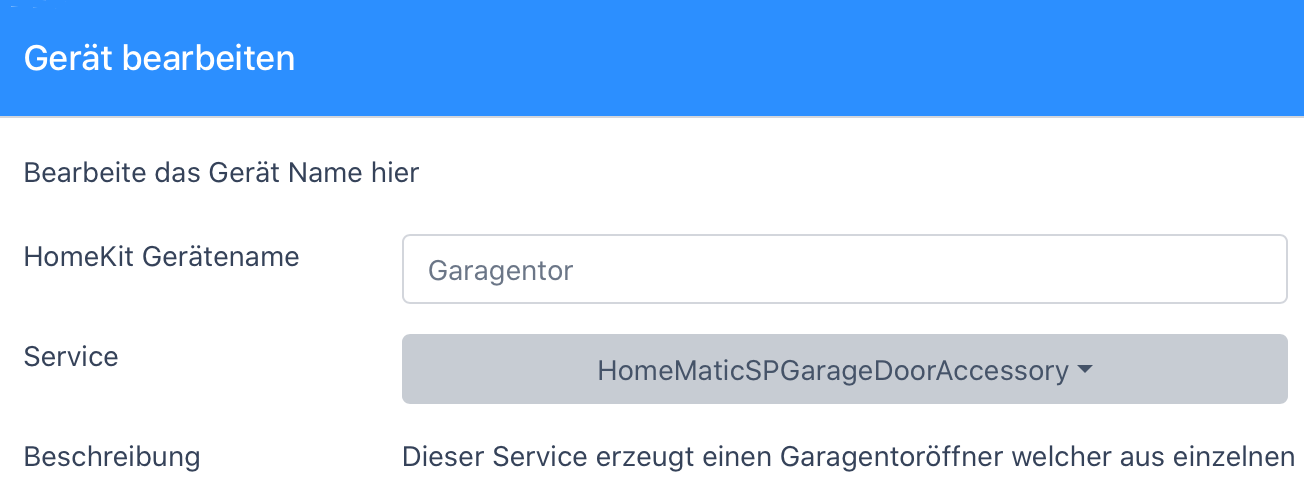 Gerät bearbeiten
Bearbeite das Gerät Name hier
HomeKit Gerätename
Garagentor
Service
HomeMaticSPGarageDoorAccessory
Beschreibung
Dieser Service erzeugt einen Garagentoröffner welcher aus einzelnen